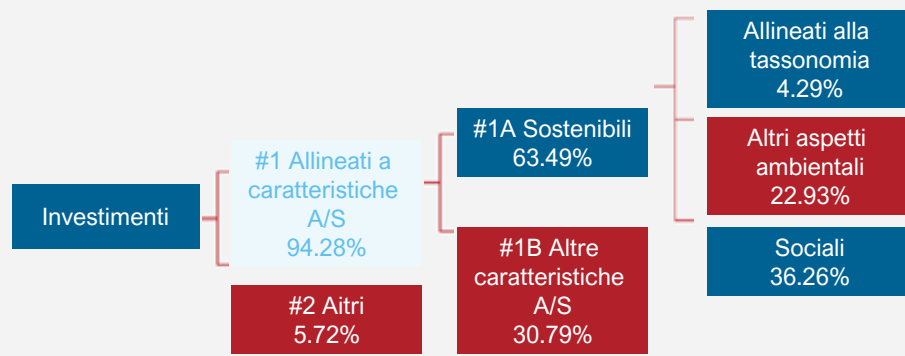 Investimenti
#1 Allineati a
caratteristiche
A/S
94.28%
#2 Aitri
5.72%
#1A Sostenibili
63.49%
#1B Altre
caratteristiche
A/S
30.79%
Allineati alla
tassonomia
4.29%
Altri aspetti
ambientali
22.93%
Sociali
36.26%